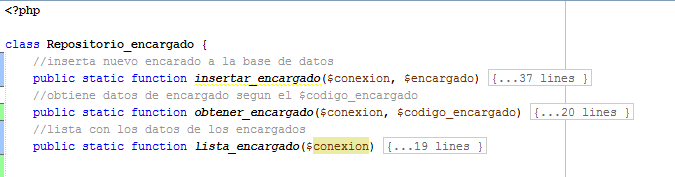 <?php
class Repositorio_encargado {
//inserta nuevo encarado a la base de datos
public static function insertar_encargado($conexion, $encargado) {...37 lines }
//obtiene datos de encargado segun el $codigo_encargado
public static function obtener_encargado($conexion, $codigo_encargado) {...20 lines }
//lista con los datos de los encargados
public static function lista_encargado($conexion) {...19 lines }